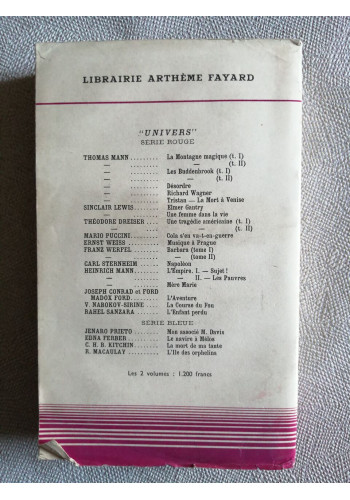 LIBRAIRIE ARTHÈME FAYARD
"UNIVERS"
SÉRIE ROUGE
THOMAS MANN ......... La Montagne magique (t. I)
— ......... — (t. II)
— ......... Les Buddenbrook (t. I)
— ......... — (t. II)
— ......... Désordre
— ......... Richard Wagner
— ......... Tristan — La Mort à Venise
SINCLAIR LEWIS ........ Elmer Gantry
— ........ Une femme dans la vie
THÉODORE DREISER ... Une tragédie américaine (t. I)
— ... — (t. II)
MARIO PUCCINI ........ Cola s'en va-t-en-guerre
ERNST WEISS .......... Musique à Prague
FRANZ WERFEL ......... Barbara (tome I)
— ......... — (tome II)
CARL STERNHEIM ...... Napoléon
HEINRICH MANN ....... L'Empire. I. — Sujet !
— ....... — II. — Les Pauvres
— ....... Mère Marie
JOSEPH CONRAD et FORD
MADOX FORD ........ L'Aventure
V. NABOKOV-SIRINE .... La Course du Fou
RAHEL SANZARA ....... L'Enfant perdu
SÉRIE BLEUE
JENARO PRIETO ........ Mon associé M. Davis
EDNA FERBER .......... Le navire à Mélos
C. H. B. KITCHIN ........ La mort de ma tante
R. MACAULAY .......... L'Ile des orphelins
Les 2 volumes : 1.200 francs